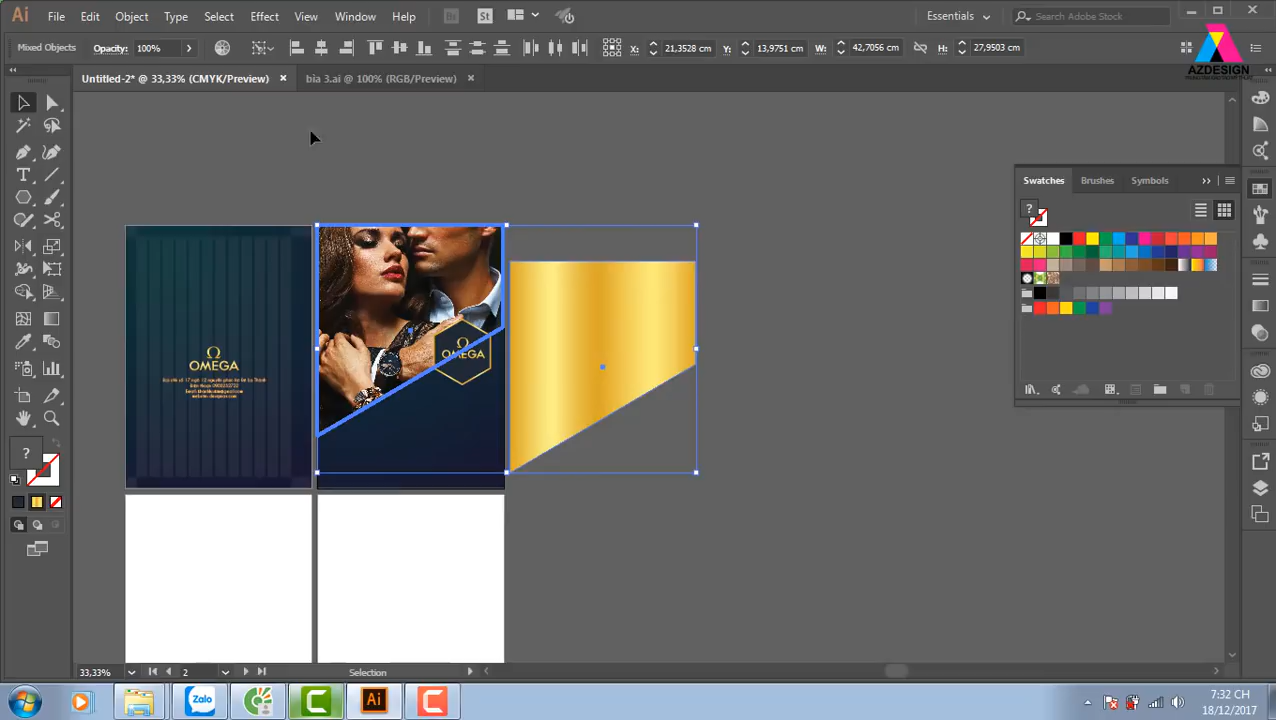 Ai File Edit Object Type Select Effect View Window Help Br St Essentials Search Adobe Stock
Mixed Objects Opacity: 100% X: 21,3528 cm Y: 13,9751 cm W: 42,7056 cm H: 27,9503 cm
AZDESIGN
Untitled-2* @ 33,33% (CMYK/Preview) × bia 3.ai @ 100% (RGB/Preview) ×
Swatches Brushes Symbols
?
OMEGA
OMEGA
?
33,33% 2 Selection
Zalo Ai
7:32 CH
18/12/2017